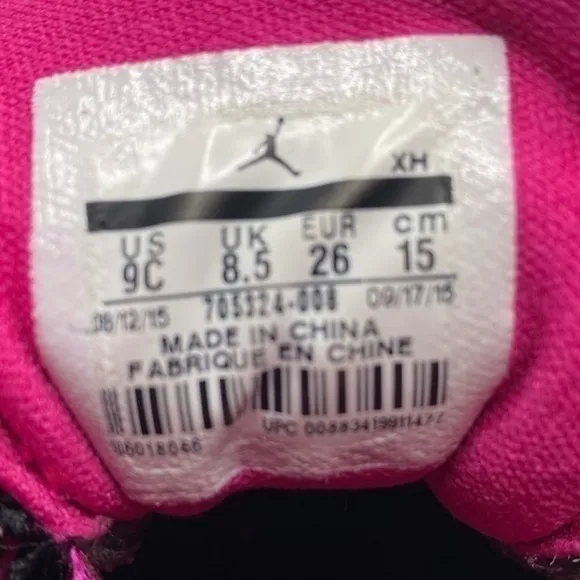 XH
US UK EUR cm
9C 8.5 26 15
08/12/15 705324-008 09/17/15
MADE IN CHINA
FABRIQUE EN CHINE
UPC